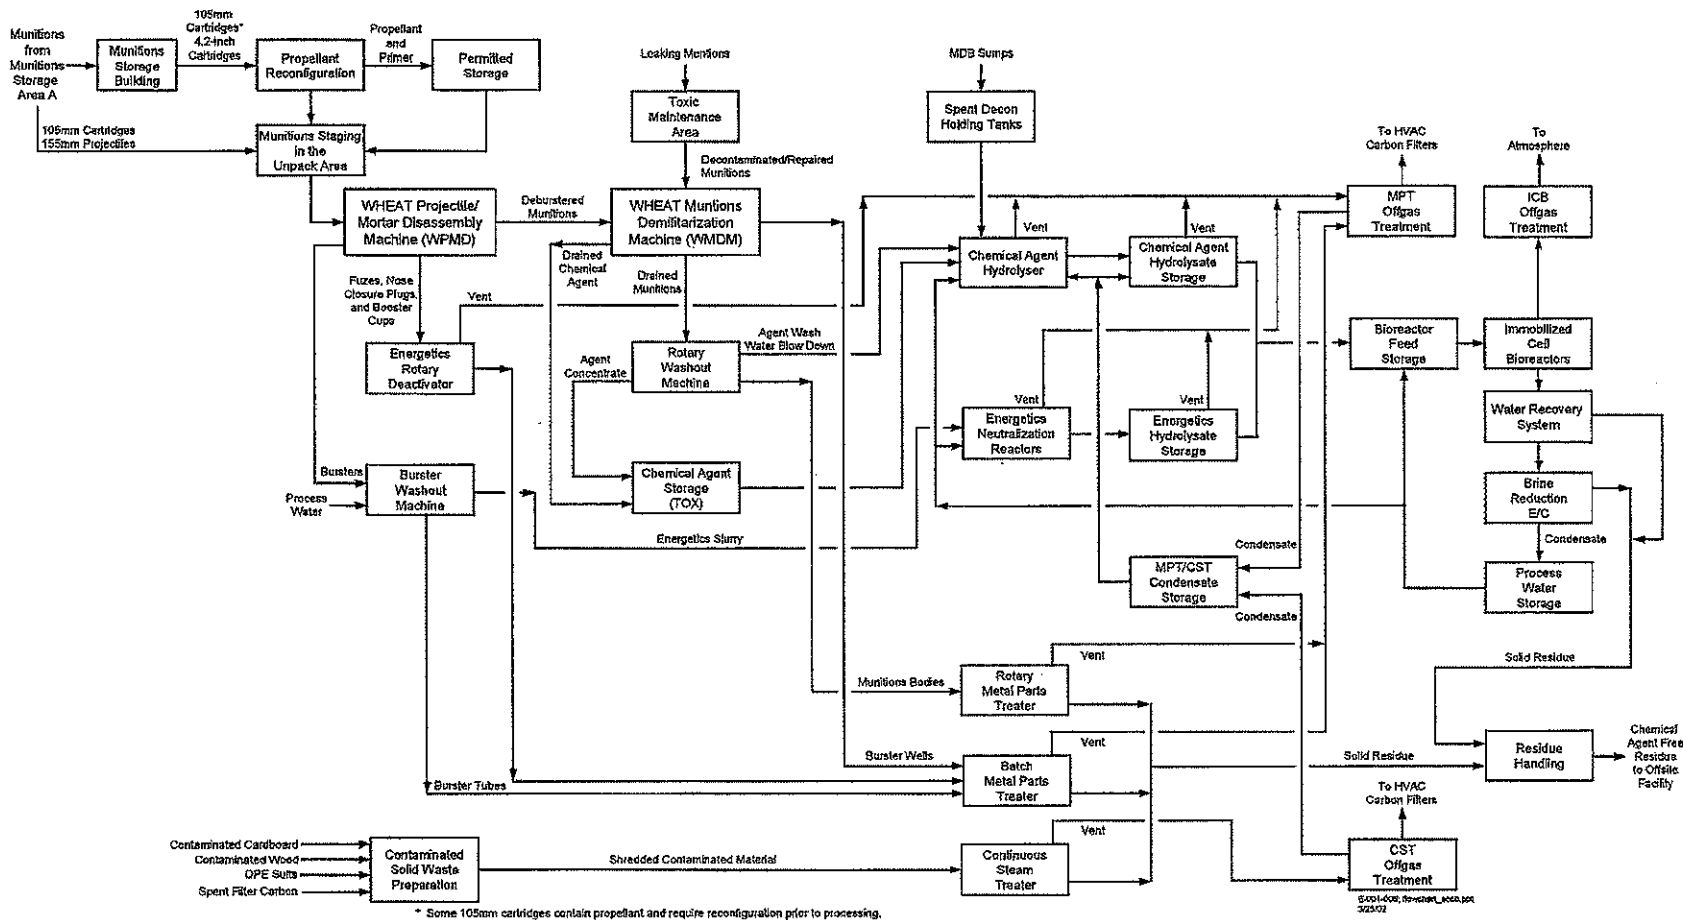 Munitions
from
Munitions
Storage
Area A
Munitions
Storage
Building
105mm
Cartridges*
4.2-inch
Cartridges
Propellant
Reconfiguration
Propellant
and
Primer
Permitted
Storage
105mm Cartridges
155mm Projectiles
Munitions Staging
in the
Unpack Area
Leaking Muntions
Toxic
Maintenance
Area
Decontaminated/Repaired
Munitions
MDB Sumps
Spent Decon
Holding Tanks
To HVAC
Carbon Filters
To
Atmosphere
WHEAT Projectile/
Mortar Disassembly
Machine (WPMD)
Deburstered
Munitions
WHEAT Muntions
Demilitarization
Machine (WMDM)
MPT
Offgas
Treatment
ICB
Offgas
Treatment
Vent
Vent
Chemical Agent
Hydrolyser
Chemical Agent
Hydrolysate
Storage
Drained
Chemical
Agent
Drained
Munitions
Fuzes, Nose
Closure Plugs,
and Booster
Cups
Vent
Energetics
Rotary
Deactivator
Agent
Concentrate
Rotary
Washout
Machine
Agent Wash
Water Blow Down
Bioreactor
Feed
Storage
Immobilized
Cell
Bioreactors
Vent
Vent
Energetics
Neutralization
Reactors
Energetics
Hydrolysate
Storage
Water Recovery
System
Bursters
Process
Water
Burster
Washout
Machine
Chemical Agent
Storage
(TOX)
Brine
Reduction
E/C
Energetics Slurry
Condensate
Condensate
MPT/CST
Condensate
Storage
Condensate
Process
Water
Storage
Vent
Solid Residue
Munitions Bodies
Rotary
Metal Parts
Treater
Vent
Burster Wells
Batch
Metal Parts
Treater
Burster Tubes
Solid Residue
Residue
Handling
Chemical
Agent Free
Residue
to Offsite
Facility
To HVAC
Carbon Filters
Contaminated Cardboard
Contaminated Wood
DPE Suits
Spent Filter Carbon
Contaminated
Solid Waste
Preparation
Shredded Contaminated Material
Vent
Continuous
Steam
Treater
CST
Offgas
Treatment
3/25/02
* Some 105mm cartridges contain propellant and require reconfiguration prior to processing.